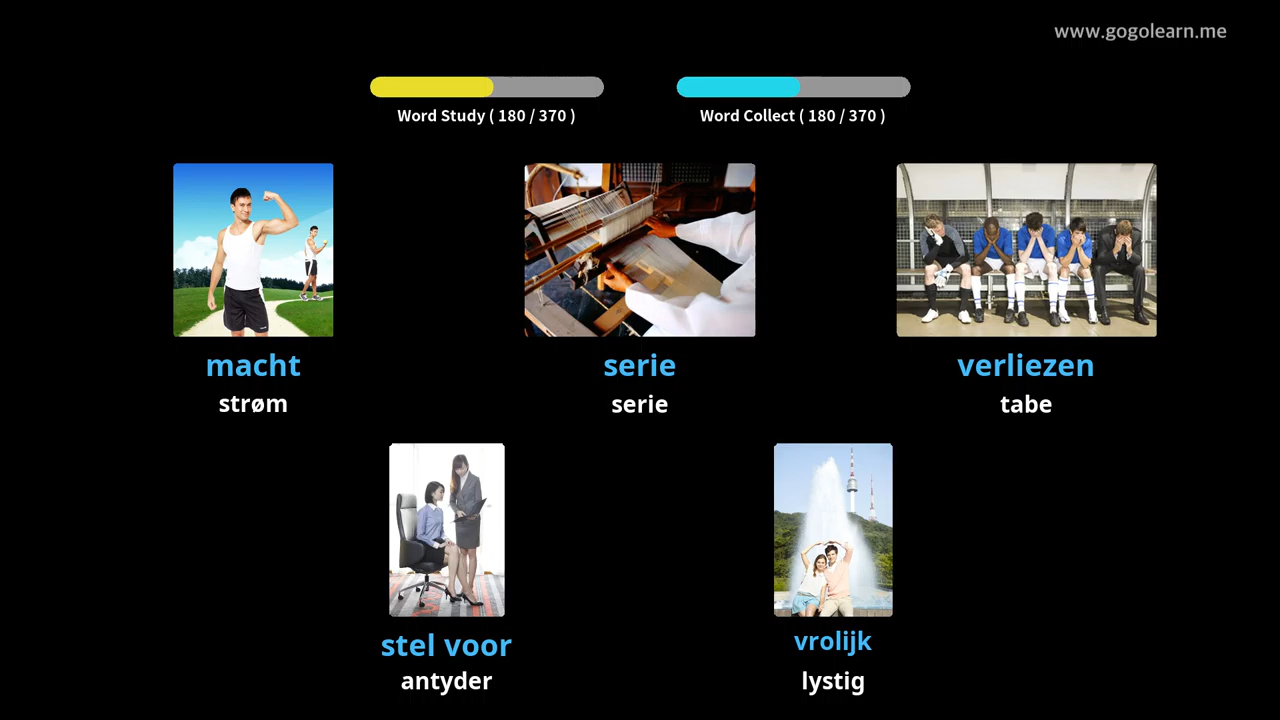 www.gogolearn.me
Word Study ( 180 / 370 )
Word Collect ( 180 / 370 )
macht
strøm
serie
serie
verliezen
tabe
stel voor
antyder
vrolijk
lystig